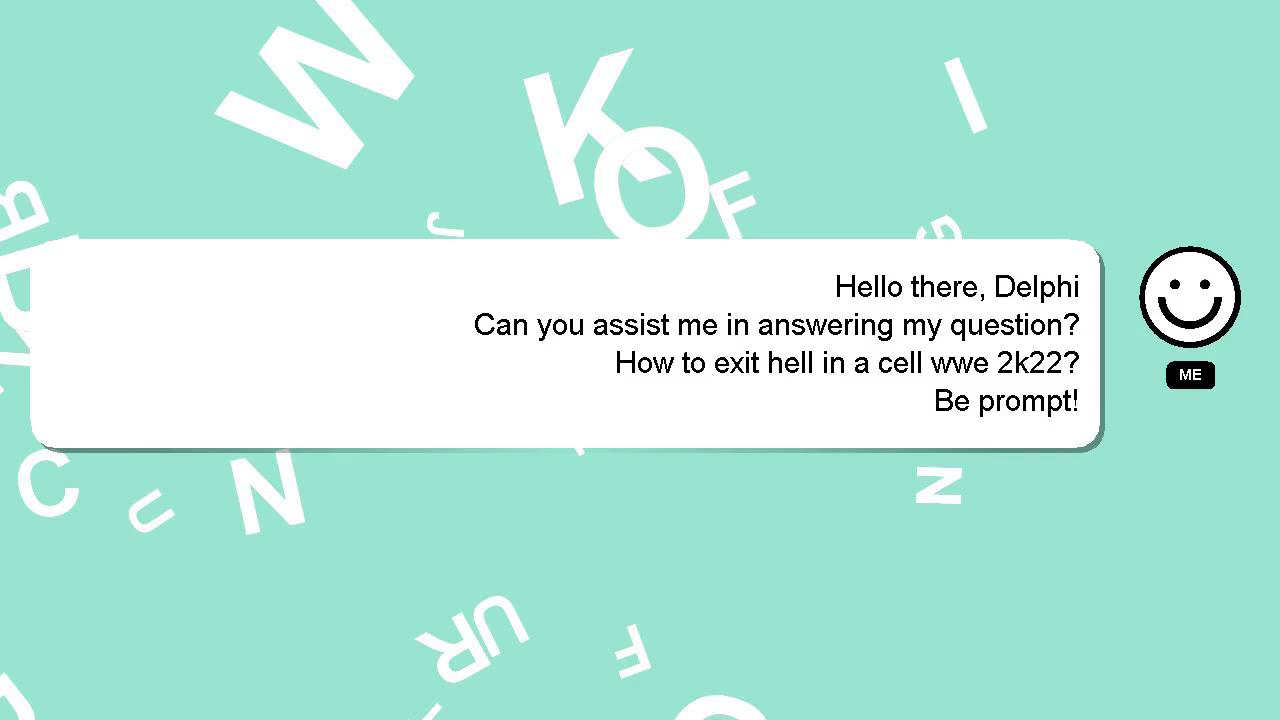 W
K
O
F
I
B
J
G
Hello there, Delphi
Can you assist me in answering my question?
How to exit hell in a cell wwe 2k22?
Be prompt!
ME
C
U
N
N
U
R
F